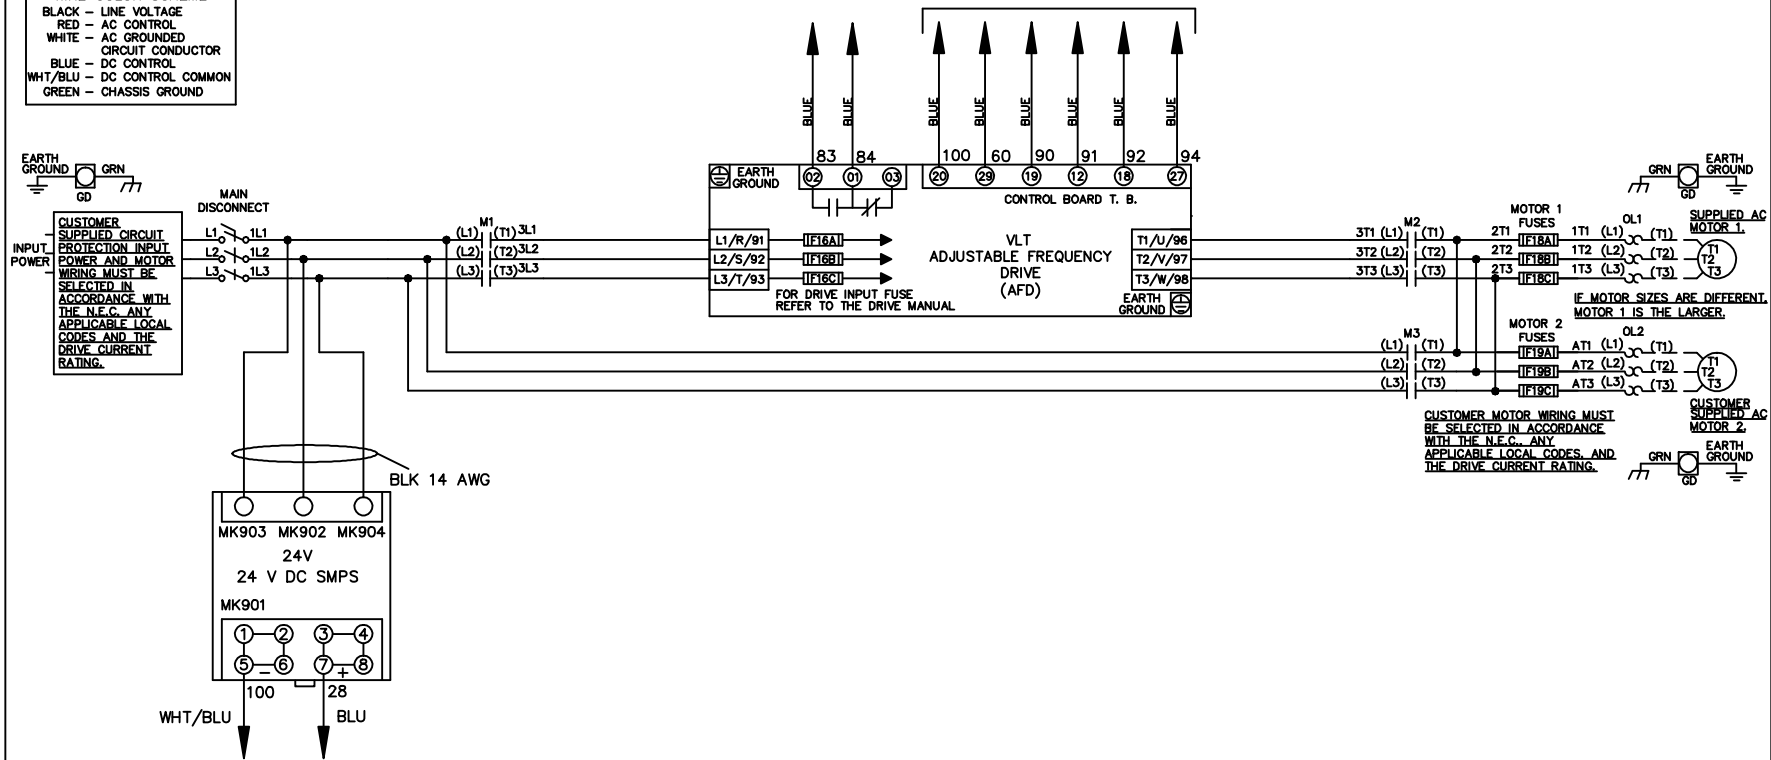 BLACK – LINE VOLTAGE
RED – AC CONTROL
WHITE – AC GROUNDED
CIRCUIT CONDUCTOR
BLUE – DC CONTROL
WHT/BLU – DC CONTROL COMMON
GREEN – CHASSIS GROUND
BLUE BLUE BLUE BLUE BLUE BLUE BLUE BLUE
83 84 100 60 90 91 92 94
EARTH
GROUND
GRN
GD
EARTH
GROUND
02 01 03 20 29 19 12 18 27
CONTROL BOARD T. B.
GRN
EARTH
GROUND
GD
MAIN
DISCONNECT
INPUT
POWER
CUSTOMER
SUPPLIED CIRCUIT
PROTECTION INPUT
POWER AND MOTOR
WIRING MUST BE
SELECTED IN
ACCORDANCE WITH
THE N.E.C. ANY
APPLICABLE LOCAL
CODES AND THE
DRIVE CURRENT
RATING.
L1 1L1
L2 1L2
L3 1L3
M1
(L1) (T1) 3L1
(L2) (T2) 3L2
(L3) (T3) 3L3
L1/R/91 F16A
L2/S/92 F16B
L3/T/93 F16C
FOR DRIVE INPUT FUSE
REFER TO THE DRIVE MANUAL
VLT
ADJUSTABLE FREQUENCY
DRIVE
(AFD)
T1/U/96
T2/V/97
T3/W/98
EARTH
GROUND
M2
MOTOR 1
FUSES
OL1
SUPPLIED AC
MOTOR 1.
3T1 (L1) (T1) 2T1 F18A 1T1 (L1) (T1) T1
3T2 (L2) (T2) 2T2 F18B 1T2 (L2) (T2) T2
3T3 (L3) (T3) 2T3 F18C 1T3 (L3) (T3) T3
IF MOTOR SIZES ARE DIFFERENT,
MOTOR 1 IS THE LARGER.
M3
MOTOR 2
FUSES
OL2
(L1) (T1) F19A AT1 (L1) (T1) T1
(L2) (T2) F19B AT2 (L2) (T2) T2
(L3) (T3) F19C AT3 (L3) (T3) T3
CUSTOMER
SUPPLIED AC
MOTOR 2.
CUSTOMER MOTOR WIRING MUST
BE SELECTED IN ACCORDANCE
WITH THE N.E.C., ANY
APPLICABLE LOCAL CODES, AND
THE DRIVE CURRENT RATING.
GRN
EARTH
GROUND
GD
BLK 14 AWG
MK903 MK902 MK904
24V
24 V DC SMPS
MK901
1 2 3 4
5 – 6 7 + 8
100 28
WHT/BLU BLU